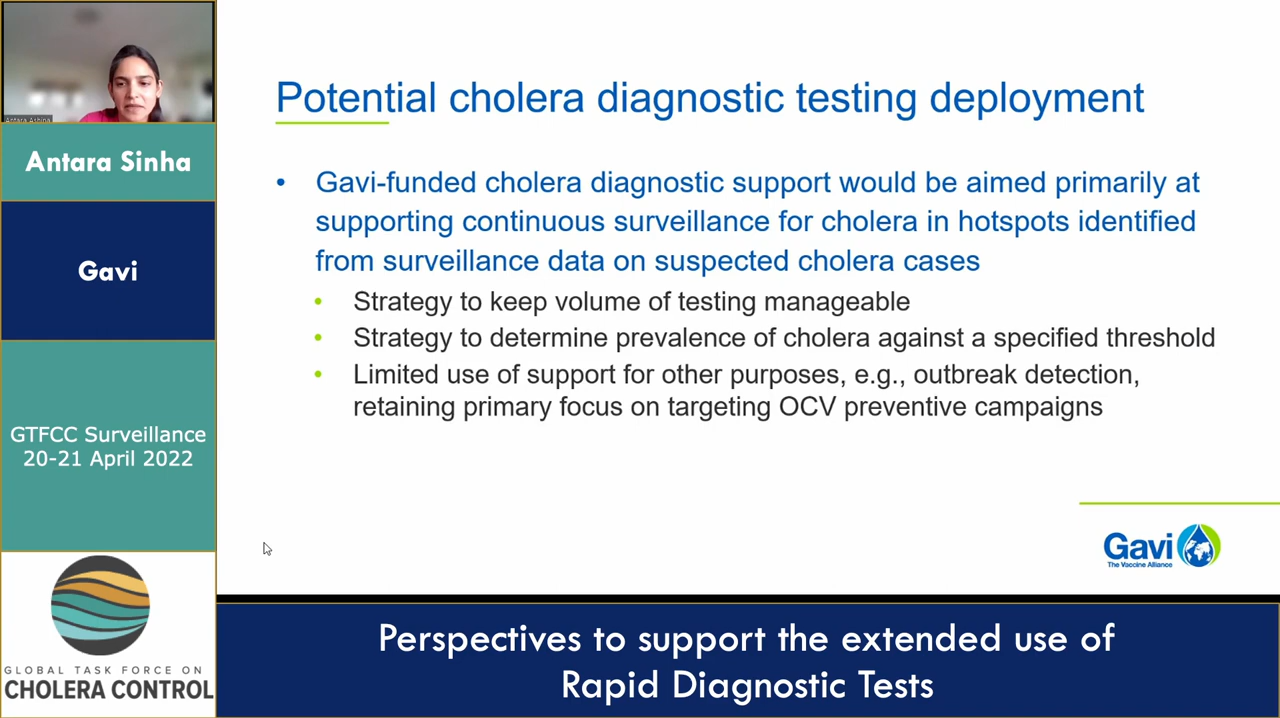 Antara Sinha
Gavi
GTFCC Surveillance
20-21 April 2022
GLOBAL TASK FORCE ON
CHOLERA CONTROL
Potential cholera diagnostic testing deployment
• Gavi-funded cholera diagnostic support would be aimed primarily at
supporting continuous surveillance for cholera in hotspots identified
from surveillance data on suspected cholera cases
• Strategy to keep volume of testing manageable
• Strategy to determine prevalence of cholera against a specified threshold
• Limited use of support for other purposes, e.g., outbreak detection,
retaining primary focus on targeting OCV preventive campaigns
Gavi
The Vaccine Alliance
Perspectives to support the extended use of
Rapid Diagnostic Tests